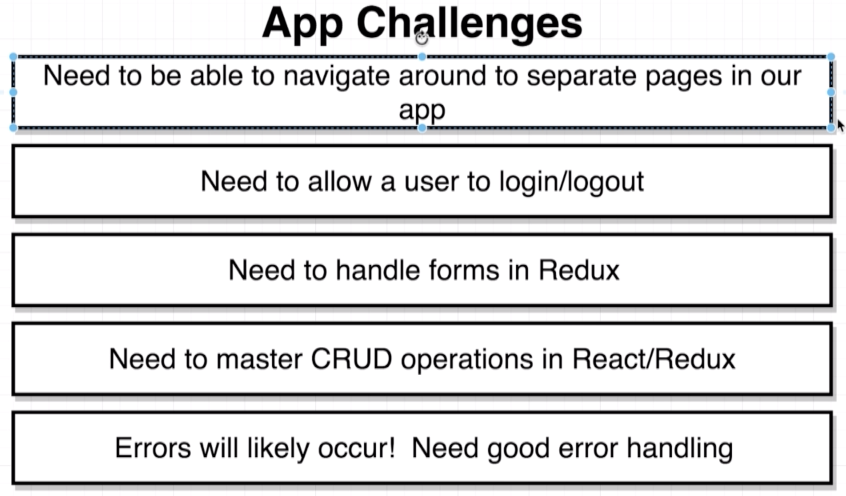 App Challenges
Need to be able to navigate around to separate pages in our
app
Need to allow a user to login/logout
Need to handle forms in Redux
Need to master CRUD operations in React/Redux
Errors will likely occur!  Need good error handling